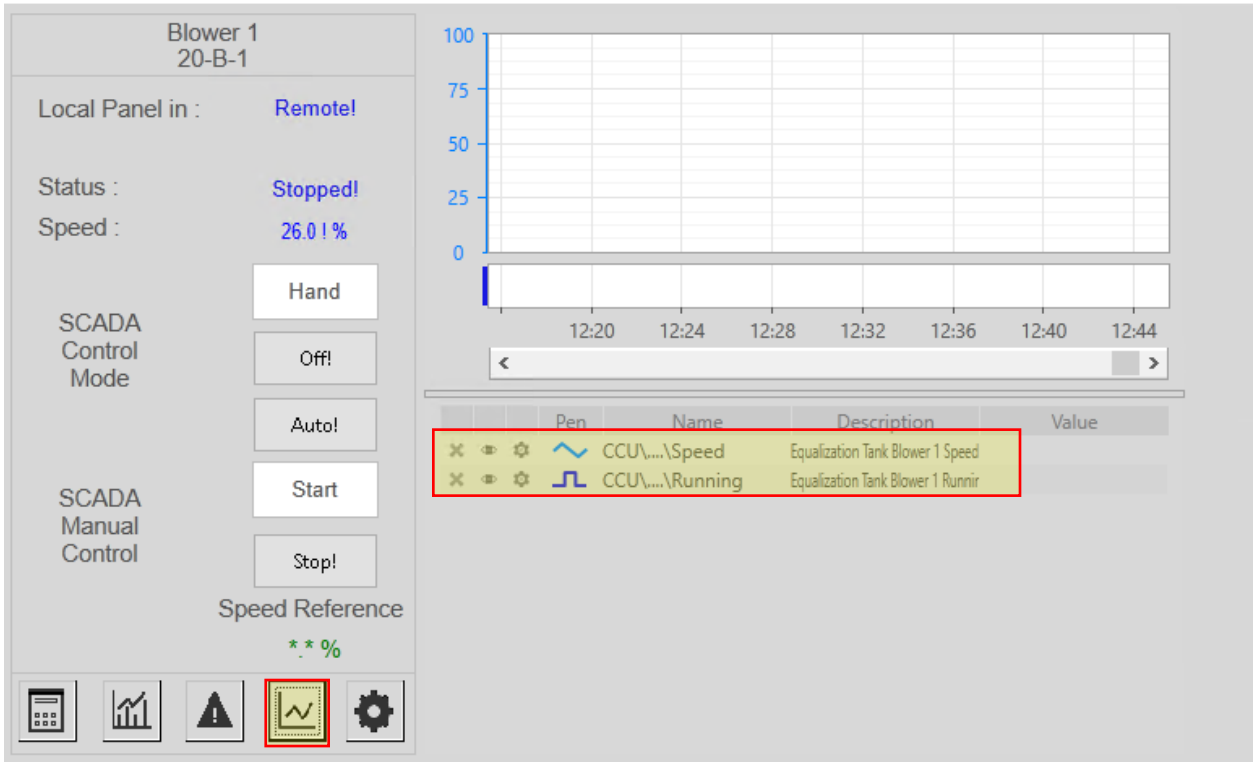 Blower 1
20-B-1
Local Panel in : Remote!
Status : Stopped!
Speed : 26.0 ! %
SCADA
Control
Mode
Hand
Off!
Auto!
SCADA
Manual
Control
Start
Stop!
Speed Reference
*.* %
100
75
50
25
0
12:20 12:24 12:28 12:32 12:36 12:40 12:44
Pen Name Description Value
CCU\...\Speed Equalization Tank Blower 1 Speed
CCU\...\Running Equalization Tank Blower 1 Runnir